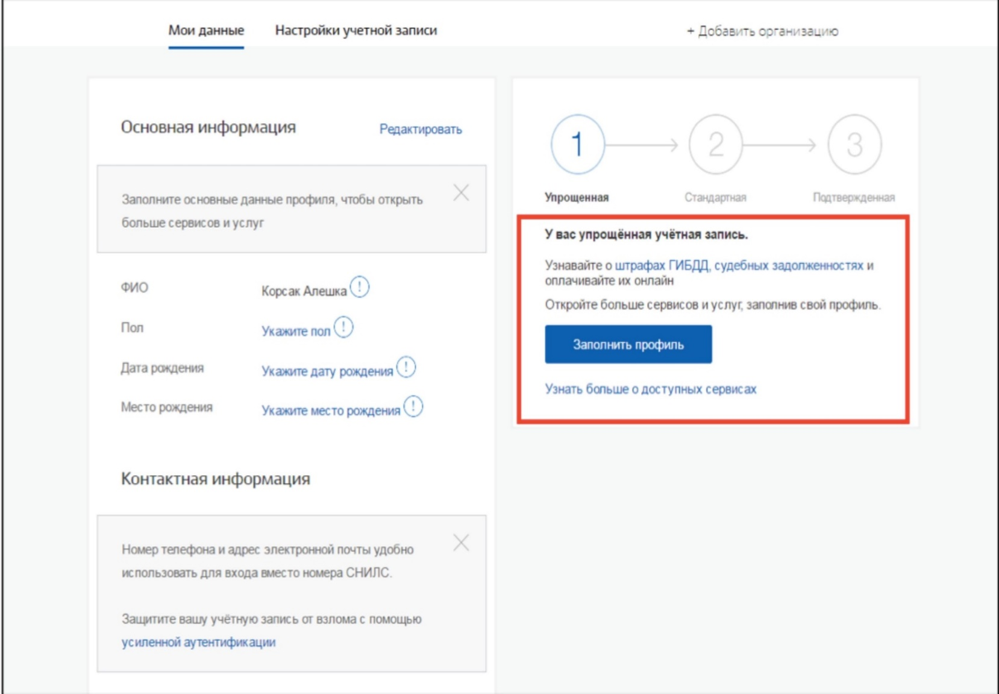 Мои данные
Настройки учетной записи
+ Добавить организацию
Основная информация
Редактировать
Заполните основные данные профиля, чтобы открыть
больше сервисов и услуг
ФИО
Корсак Алешка !
Пол
Укажите пол !
Дата рождения
Укажите дату рождения !
Место рождения
Укажите место рождения !
Контактная информация
Номер телефона и адрес электронной почты удобно
использовать для входа вместо номера СНИЛС.
Защитите вашу учётную запись от взлома с помощью
усиленной аутентификации
1
2
3
Упрощенная
Стандартная
Подтвержденная
У вас упрощённая учётная запись.
Узнавайте о штрафах ГИБДД, судебных задолженностях и
оплачивайте их онлайн
Откройте больше сервисов и услуг, заполнив свой профиль.
Заполнить профиль
Узнать больше о доступных сервисах